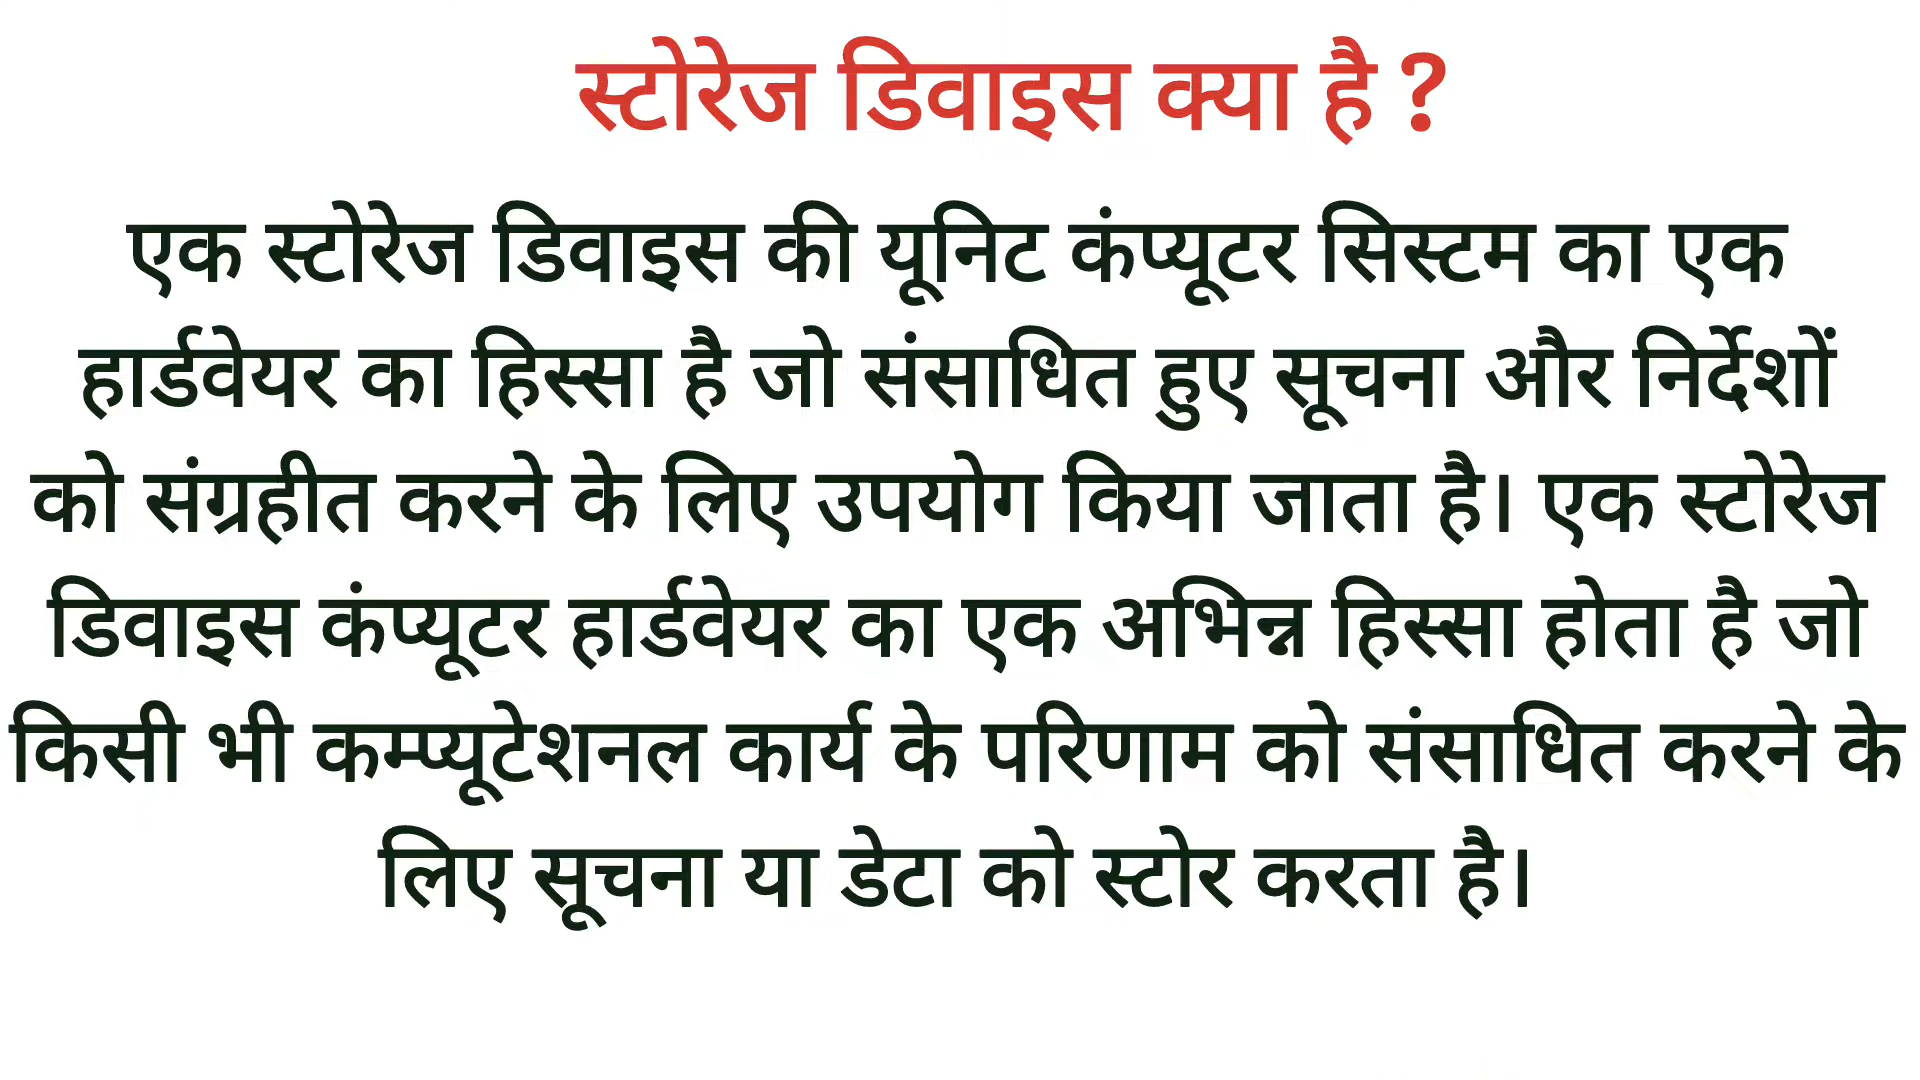 स्टोरेज डिवाइस क्या है ?
एक स्टोरेज डिवाइस की यूनिट कंप्यूटर सिस्टम का एक
हार्डवेयर का हिस्सा है जो संसाधित हुए सूचना और निर्देशों
को संग्रहीत करने के लिए उपयोग किया जाता है। एक स्टोरेज
डिवाइस कंप्यूटर हार्डवेयर का एक अभिन्न हिस्सा होता है जो
किसी भी कम्प्यूटेशनल कार्य के परिणाम को संसाधित करने के
लिए सूचना या डेटा को स्टोर करता है।